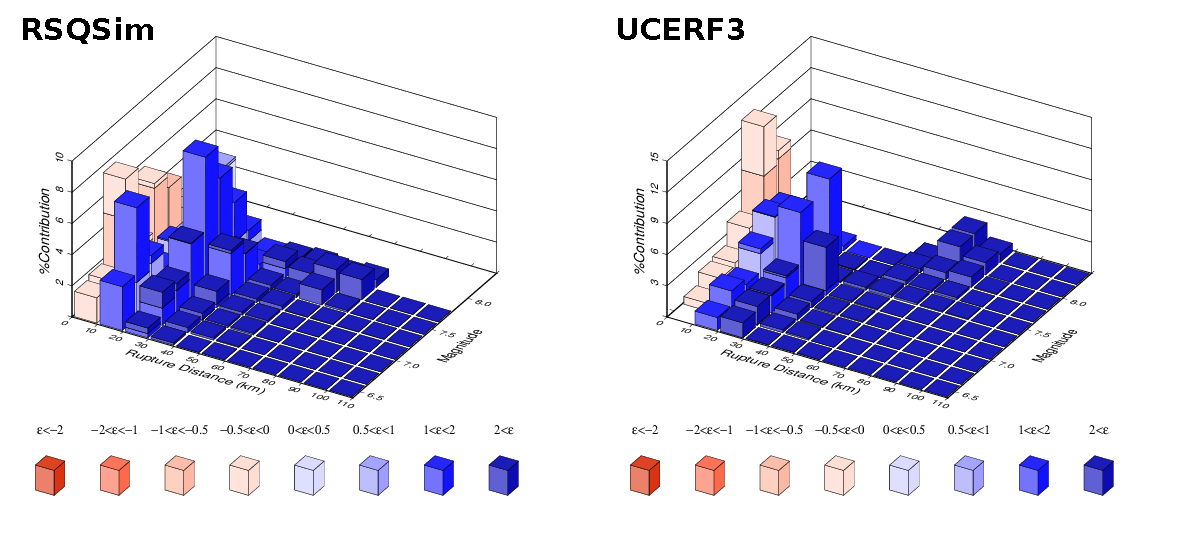 RSQSim
%Contribution
10
8
6
4
2
0
10
20
30
40
50
60
70
80
90
100
110
Rupture Distance (km)
6.5
7.0
7.5
8.0
Magnitude
ε<−2
−2<ε<−1
−1<ε<−0.5
−0.5<ε<0
0<ε<0.5
0.5<ε<1
1<ε<2
2<ε
UCERF3
%Contribution
15
12
9
6
3
0
10
20
30
40
50
60
70
80
90
100
110
Rupture Distance (km)
6.5
7.0
7.5
8.0
Magnitude
ε<−2
−2<ε<−1
−1<ε<−0.5
−0.5<ε<0
0<ε<0.5
0.5<ε<1
1<ε<2
2<ε